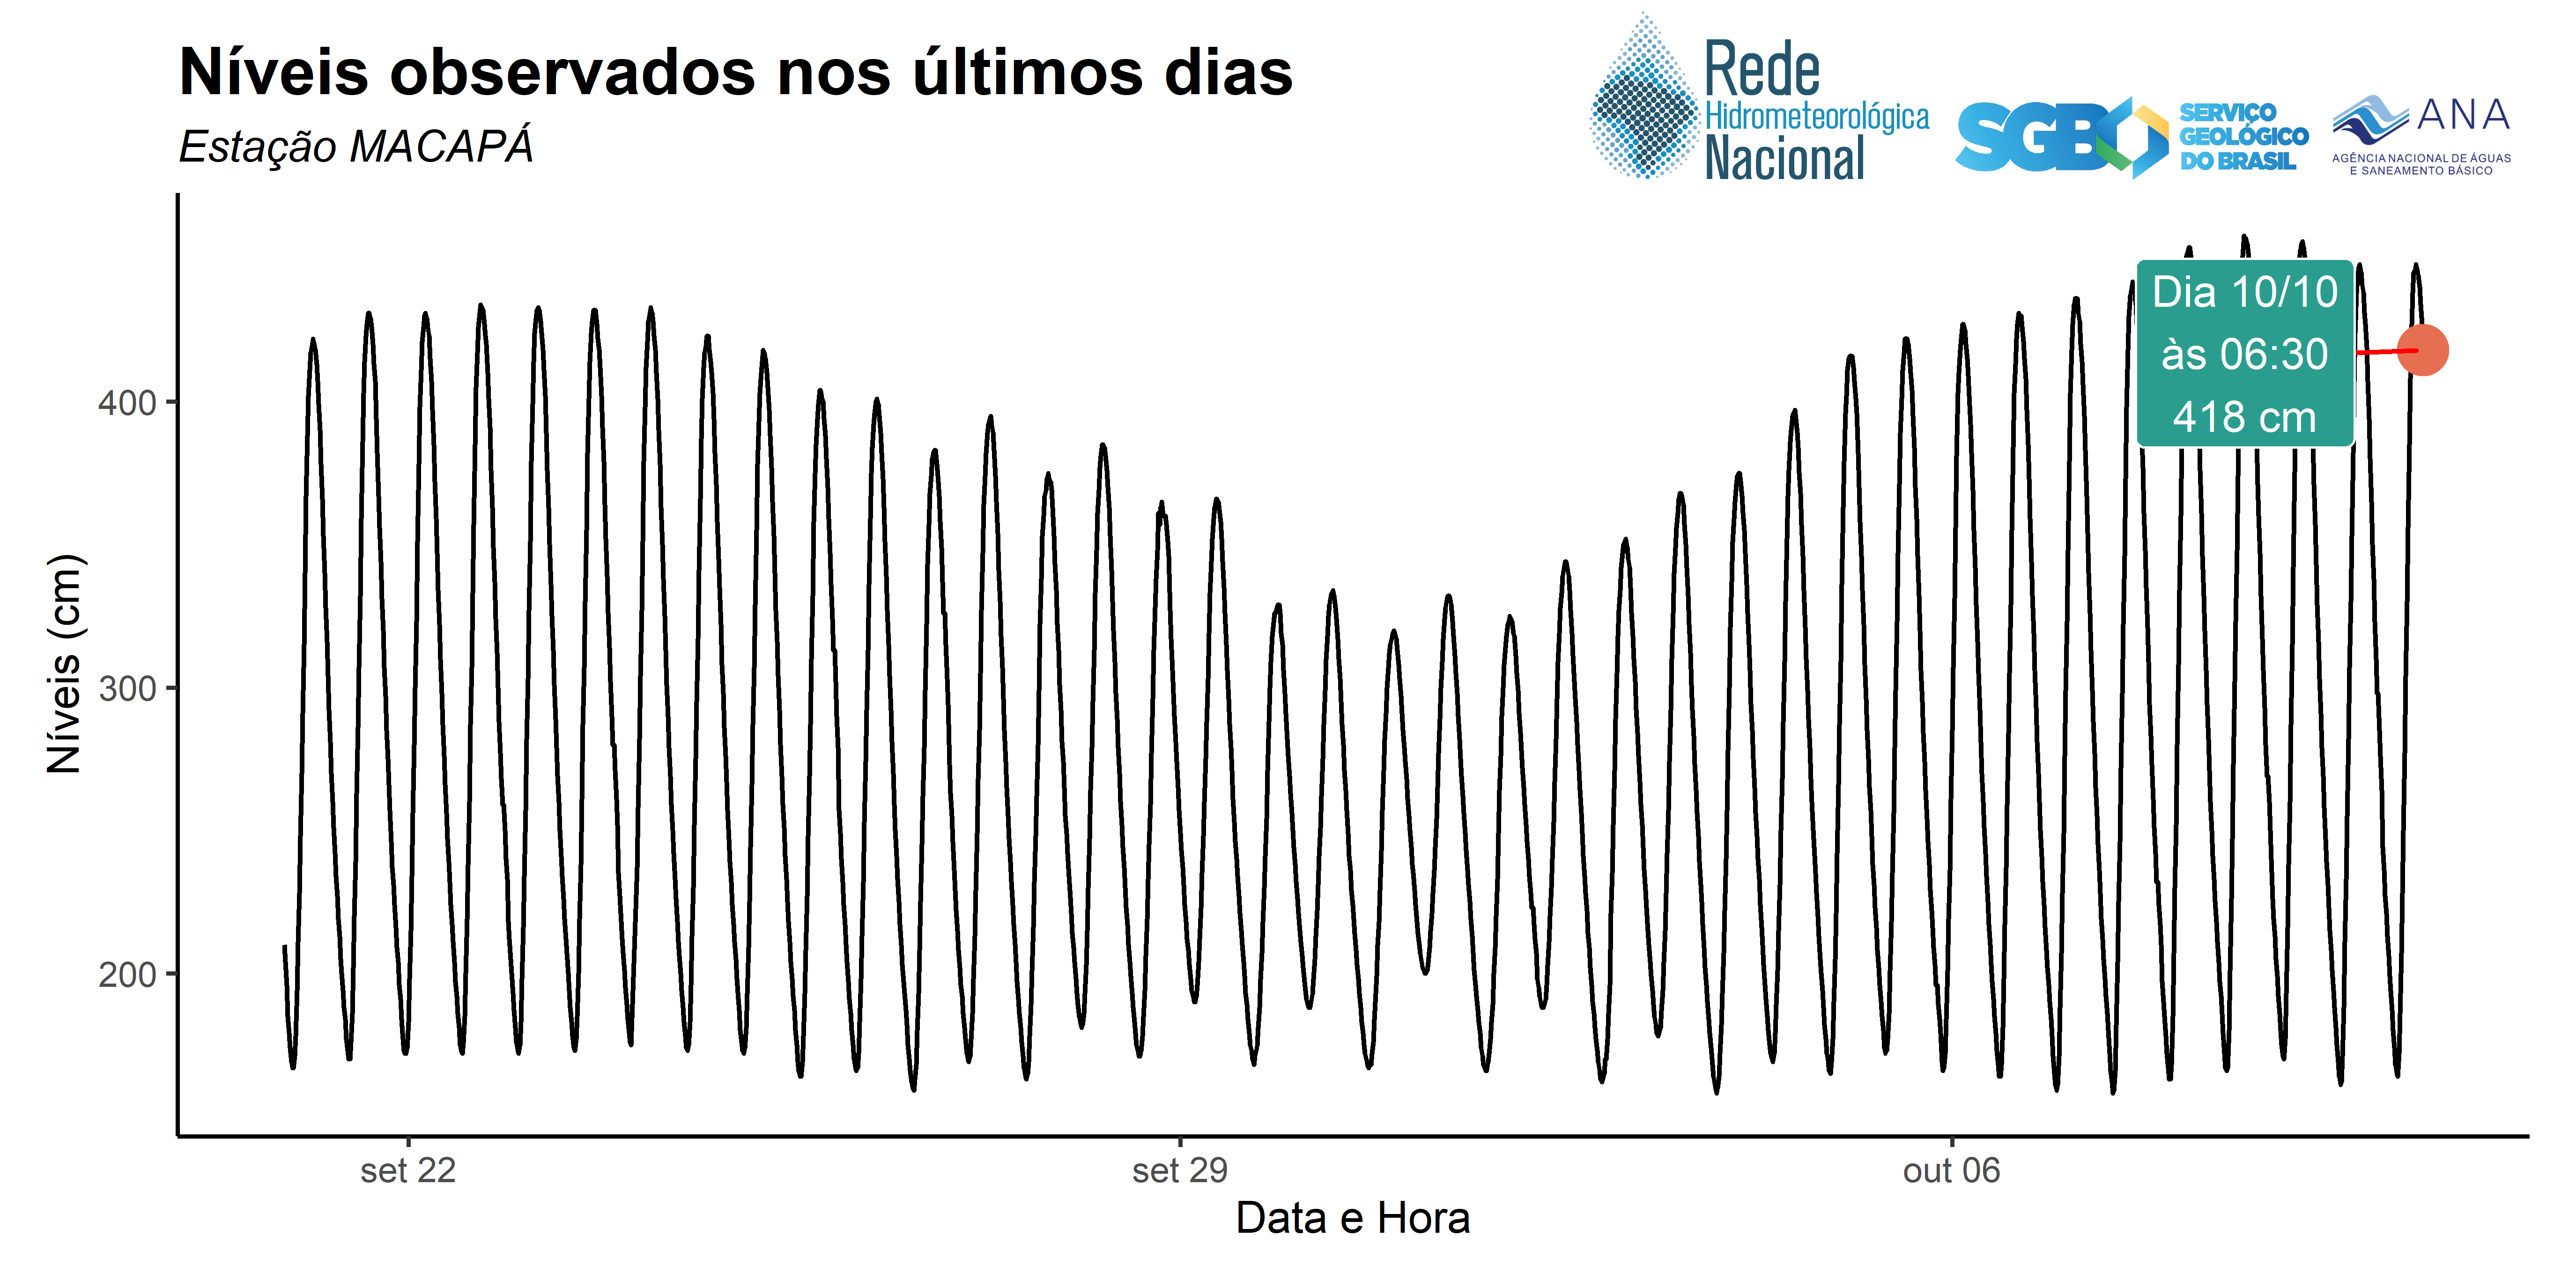 Níveis observados nos últimos dias
Estação MACAPÁ
Rede
Hidrometeorológica
Nacional
SGB
SERVIÇO
GEOLÓGICO
DO BRASIL
ANA
AGÊNCIA NACIONAL DE ÁGUAS
E SANEAMENTO BÁSICO
Dia 10/10
às 06:30
418 cm
400
300
200
Níveis (cm)
set 22
set 29
out 06
Data e Hora